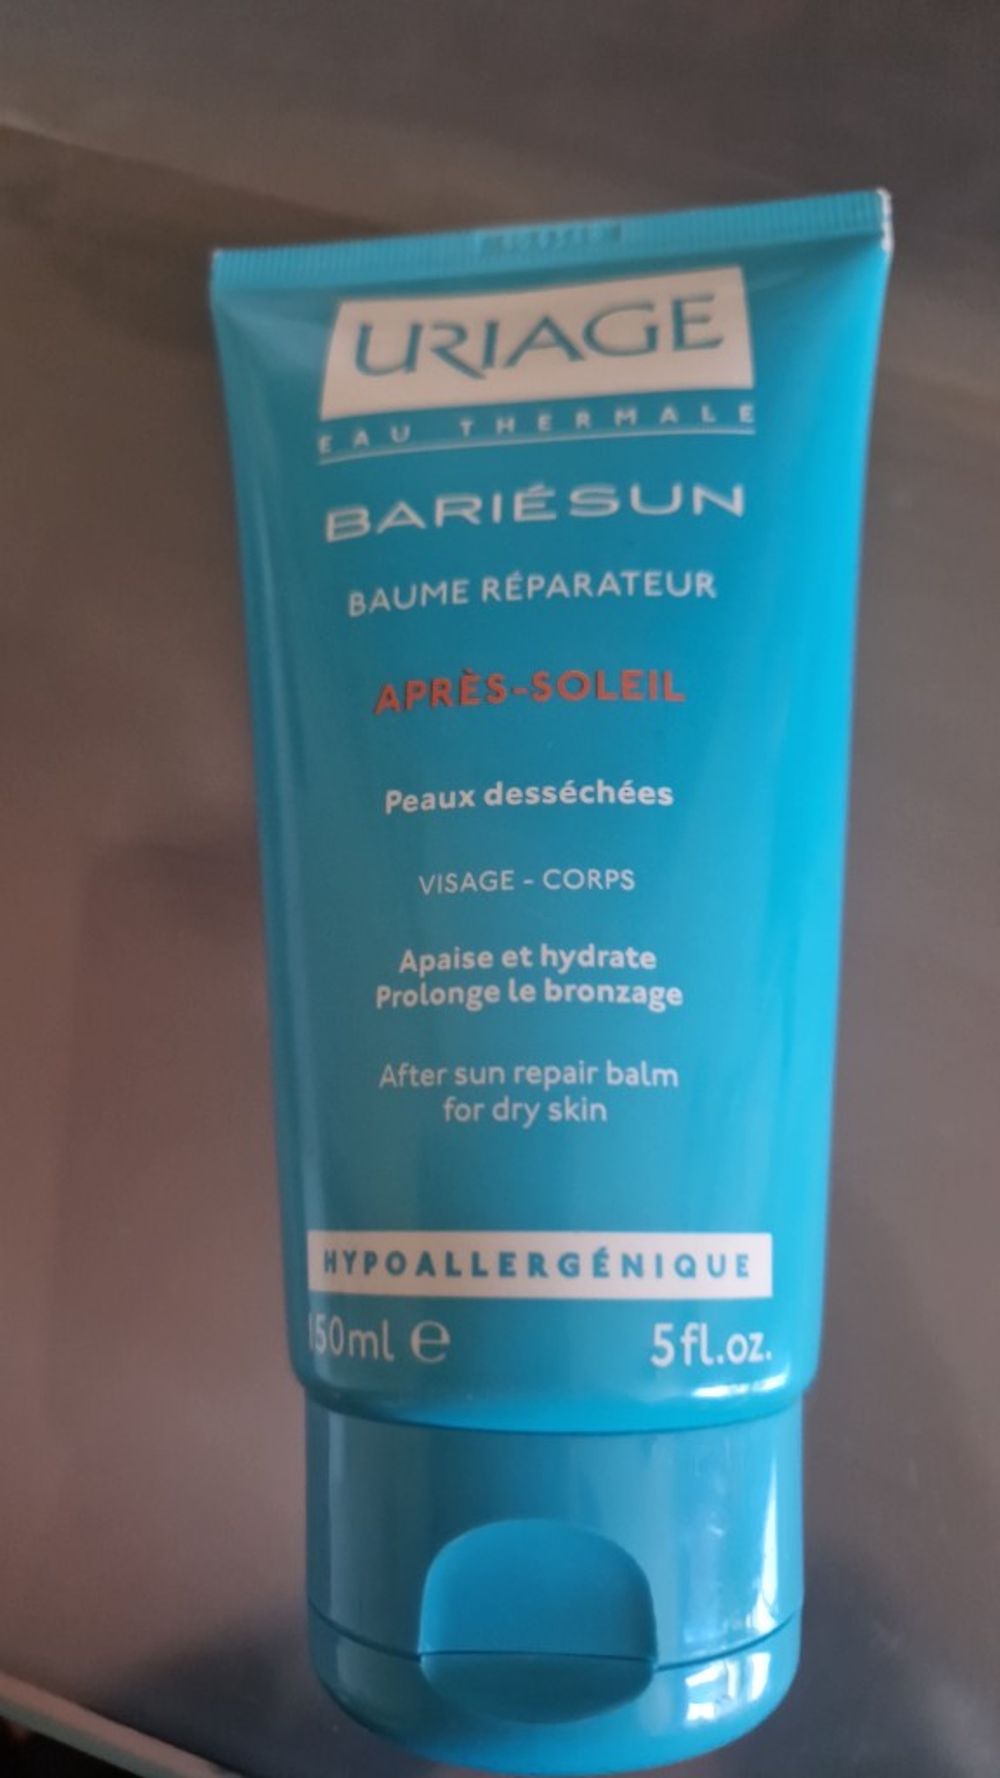 URIAGE
EAU THERMALE
BARIÉSUN
BAUME RÉPARATEUR
APRÈS-SOLEIL
Peaux desséchées
VISAGE - CORPS
Apaise et hydrate
Prolonge le bronzage
After sun repair balm
for dry skin
HYPOALLERGÉNIQUE
150ml e 5fl.oz.